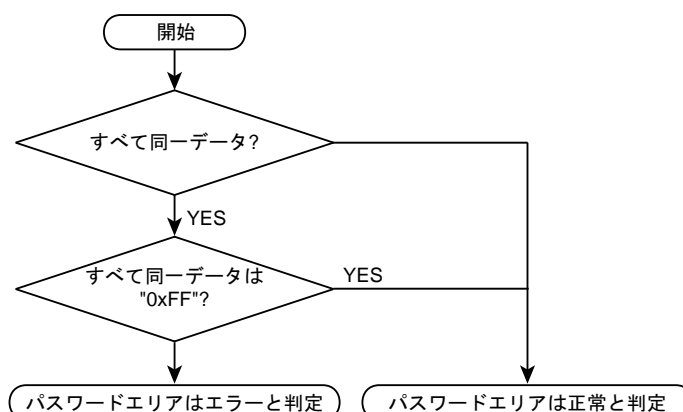 開始
すべて同一データ?
YES
すべて同一データは
"0xFF"?
YES
パスワードエリアはエラーと判定
パスワードエリアは正常と判定